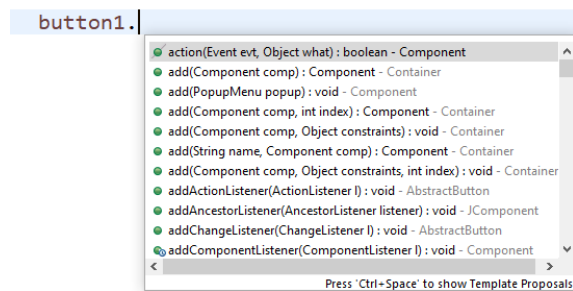 button1.
action(Event evt, Object what) : boolean - Component
add(Component comp) : Component - Container
add(PopupMenu popup) : void - Component
add(Component comp, int index) : Component - Container
add(Component comp, Object constraints) : void - Container
add(String name, Component comp) : Component - Container
add(Component comp, Object constraints, int index) : void - Container
addActionListener(ActionListener l) : void - AbstractButton
addAncestorListener(AncestorListener listener) : void - JComponent
addChangeListener(ChangeListener l) : void - AbstractButton
addComponentListener(ComponentListener l) : void - Component
Press 'Ctrl+Space' to show Template Proposals